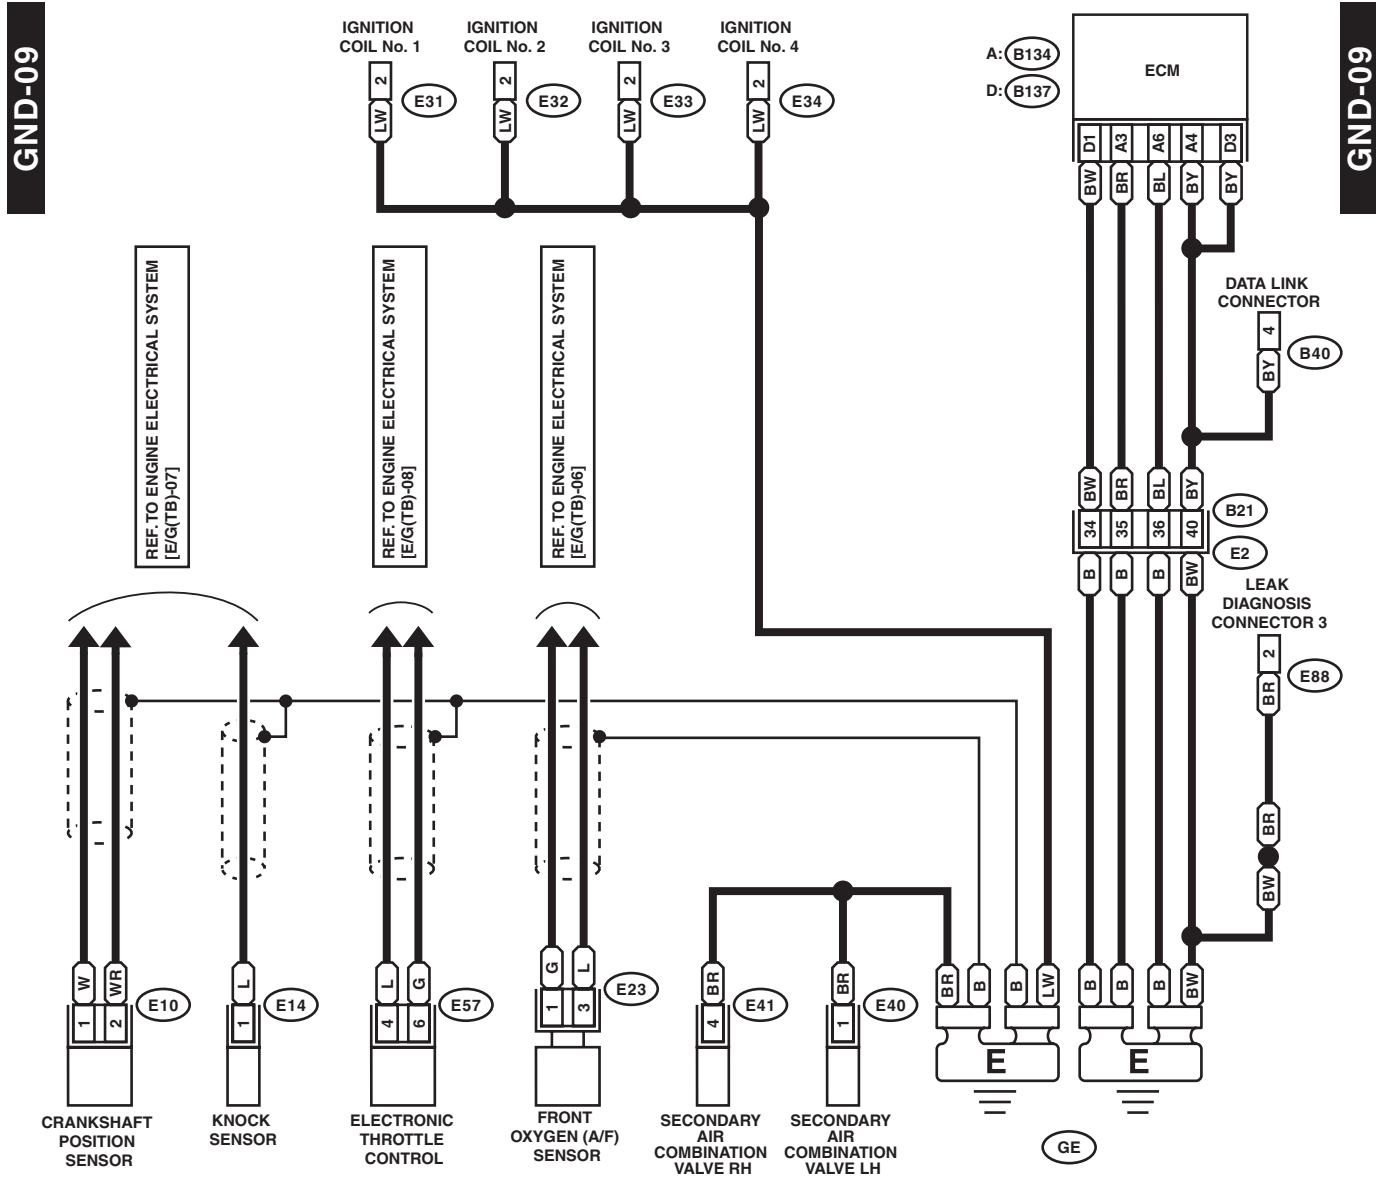 GND-09
GND-09
IGNITION
COIL No. 1
IGNITION
COIL No. 2
IGNITION
COIL No. 3
IGNITION
COIL No. 4
2
2
2
2
E31
E32
E33
E34
LW
LW
LW
LW
A: B134
D: B137
ECM
D1
A3
A6
A4
D3
BW
BR
BL
BY
BY
DATA LINK
CONNECTOR
4
B40
BY
REF. TO ENGINE ELECTRICAL SYSTEM
[E/G(TB)-07]
REF. TO ENGINE ELECTRICAL SYSTEM
[E/G(TB)-08]
REF. TO ENGINE ELECTRICAL SYSTEM
[E/G(TB)-06]
BW
BR
BL
BY
B21
34
35
36
40
E2
B
B
B
BW
LEAK
DIAGNOSIS
CONNECTOR 3
2
E88
BR
BR
BW
W
WR
L
L
G
G
L
BR
BR
BR
B
B
LW
B
B
B
BW
1
2
E10
1
E14
4
6
E57
1
3
E23
4
E41
1
E40
E
E
CRANKSHAFT
POSITION
SENSOR
KNOCK
SENSOR
ELECTRONIC
THROTTLE
CONTROL
FRONT
OXYGEN (A/F)
SENSOR
SECONDARY
AIR
COMBINATION
VALVE RH
SECONDARY
AIR
COMBINATION
VALVE LH
GE